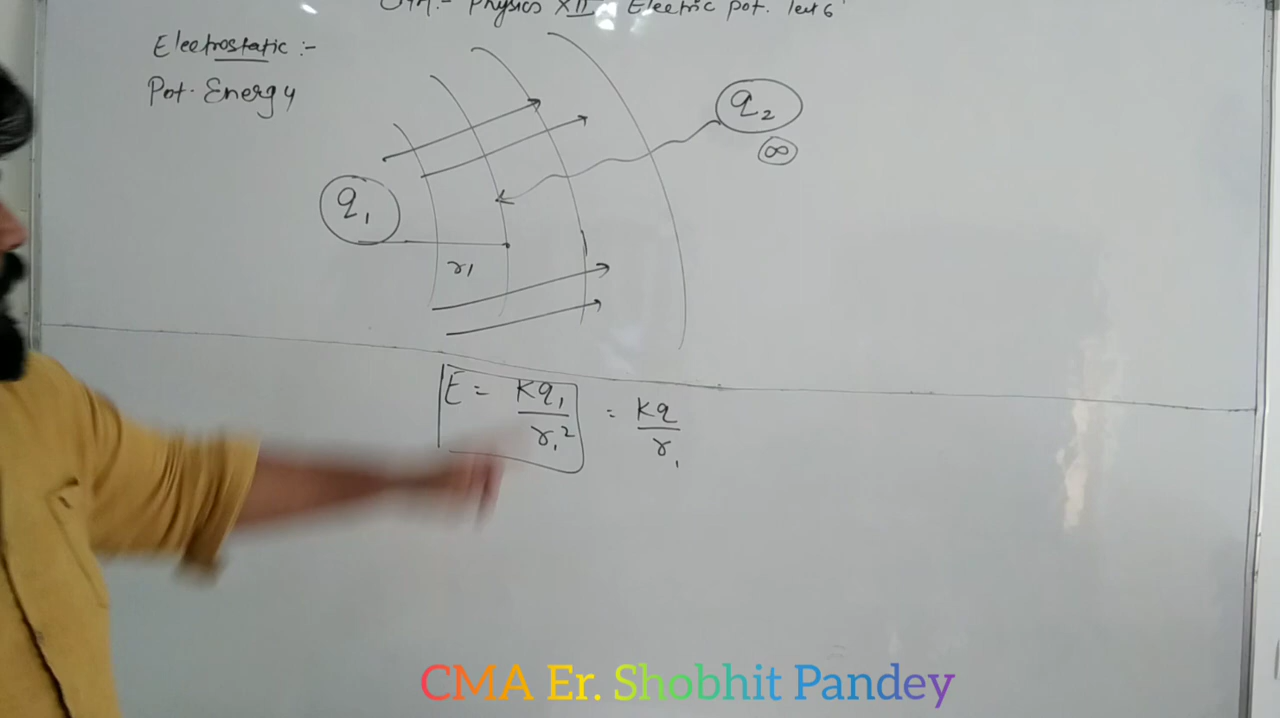 Physics XII Electric pot. lect 6
Electrostatic :-
Pot. Energy
q₂
∞
q₁
r₁
E = Kq₁/r₁² = Kq/r₁
CMA Er. Shobhit Pandey